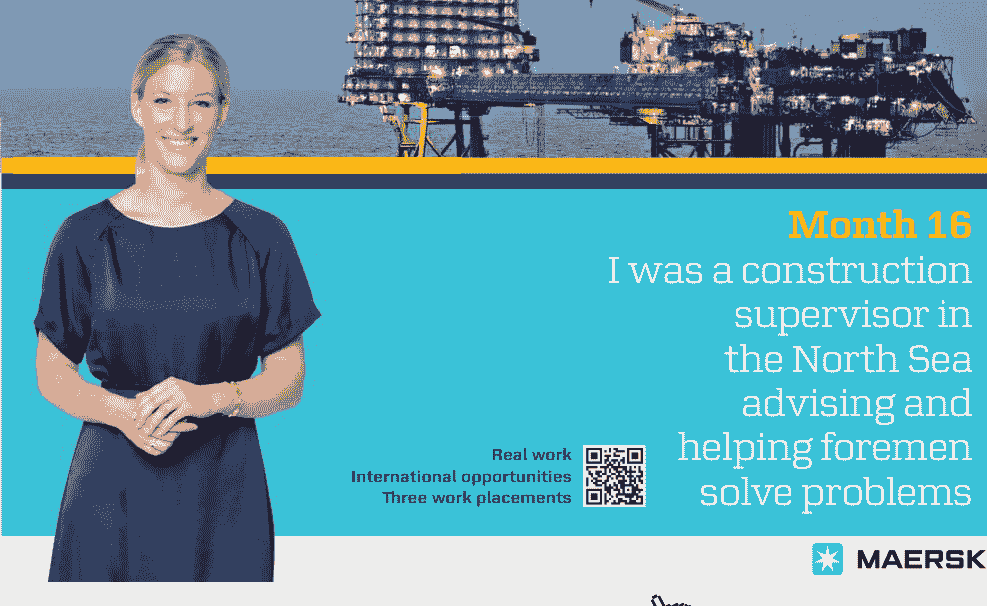 Month 16
I was a construction
supervisor in
the North Sea
advising and
helping foremen
solve problems
Real work
International opportunities
Three work placements
MAERSK